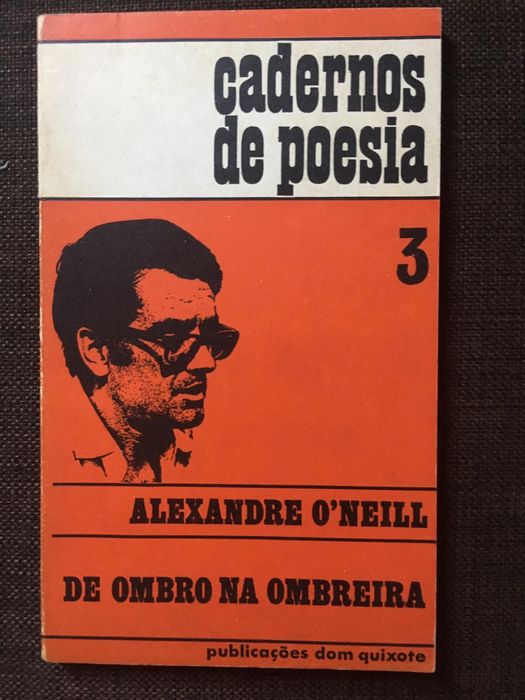 cadernos
de poesia
3
ALEXANDRE O'NEILL
DE OMBRO NA OMBREIRA
publicações dom quixote